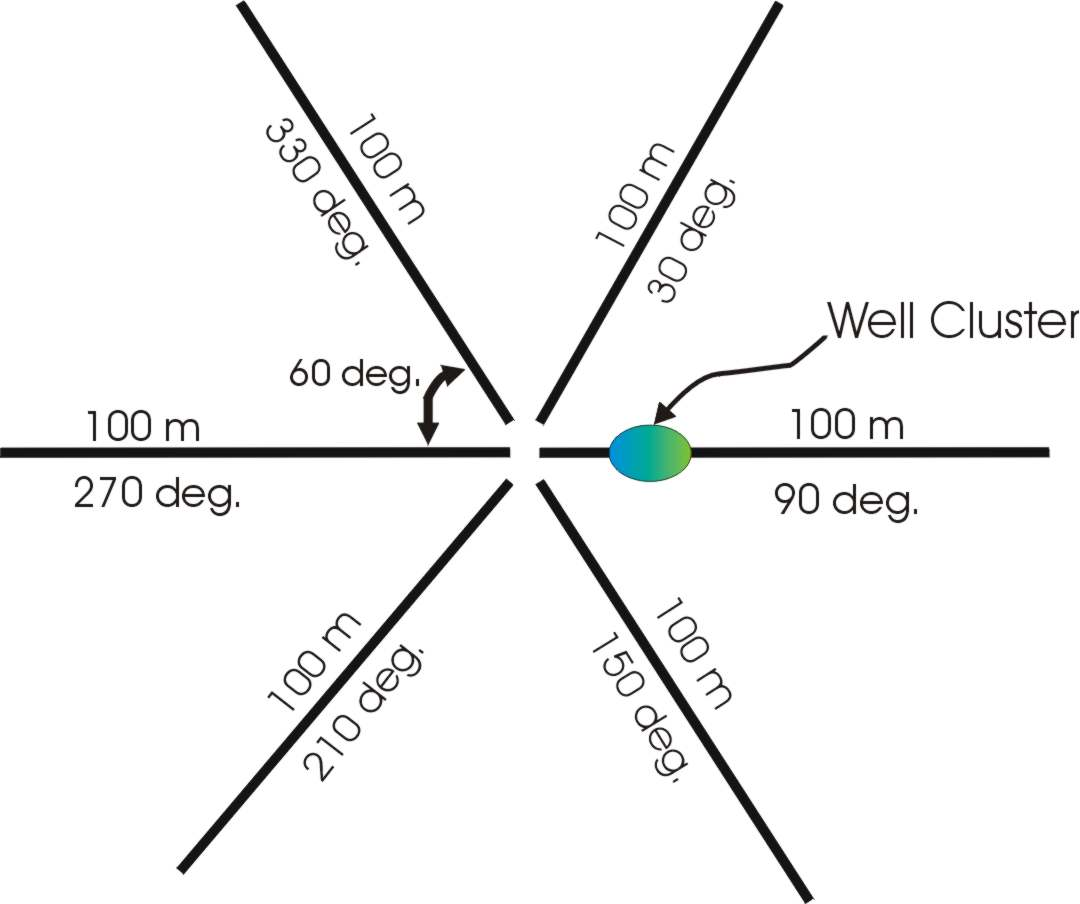 100 m
330 deg.
100 m
30 deg.
Well Cluster
60 deg.
100 m
270 deg.
100 m
90 deg.
100 m
210 deg.
100 m
150 deg.